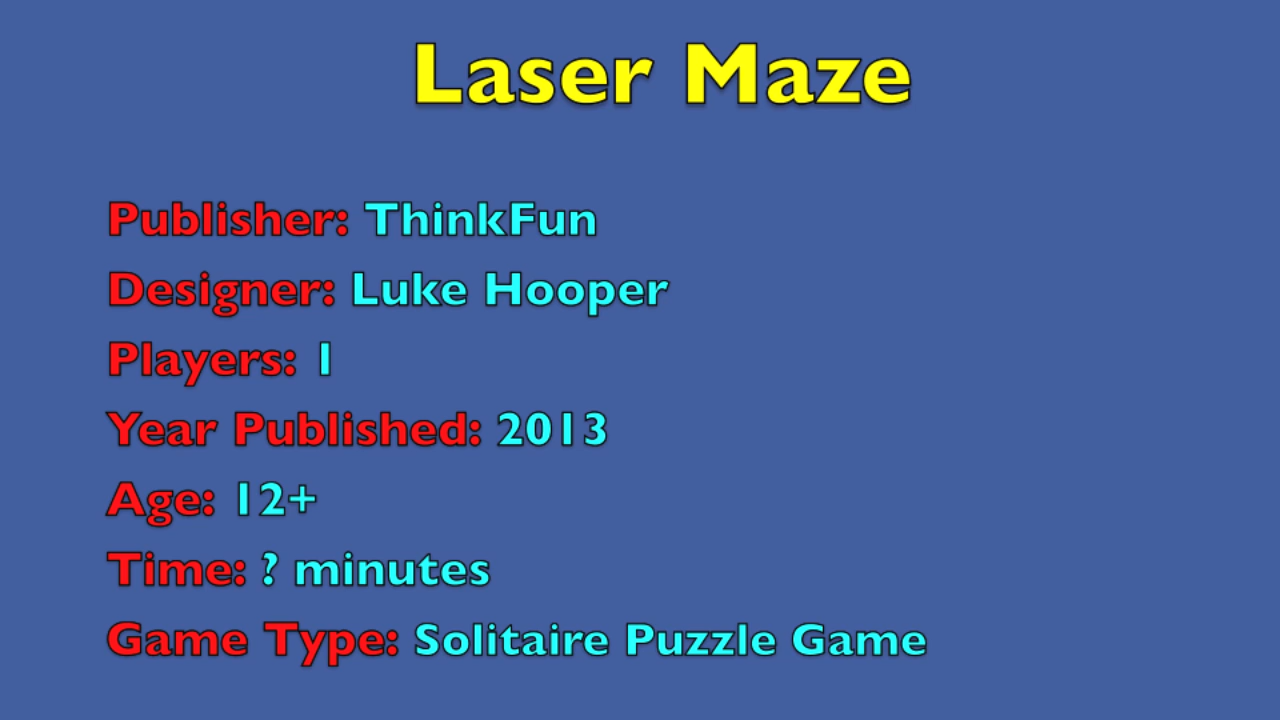 Laser Maze
Publisher: ThinkFun
Designer: Luke Hooper
Players: 1
Year Published: 2013
Age: 12+
Time: ? minutes
Game Type: Solitaire Puzzle Game